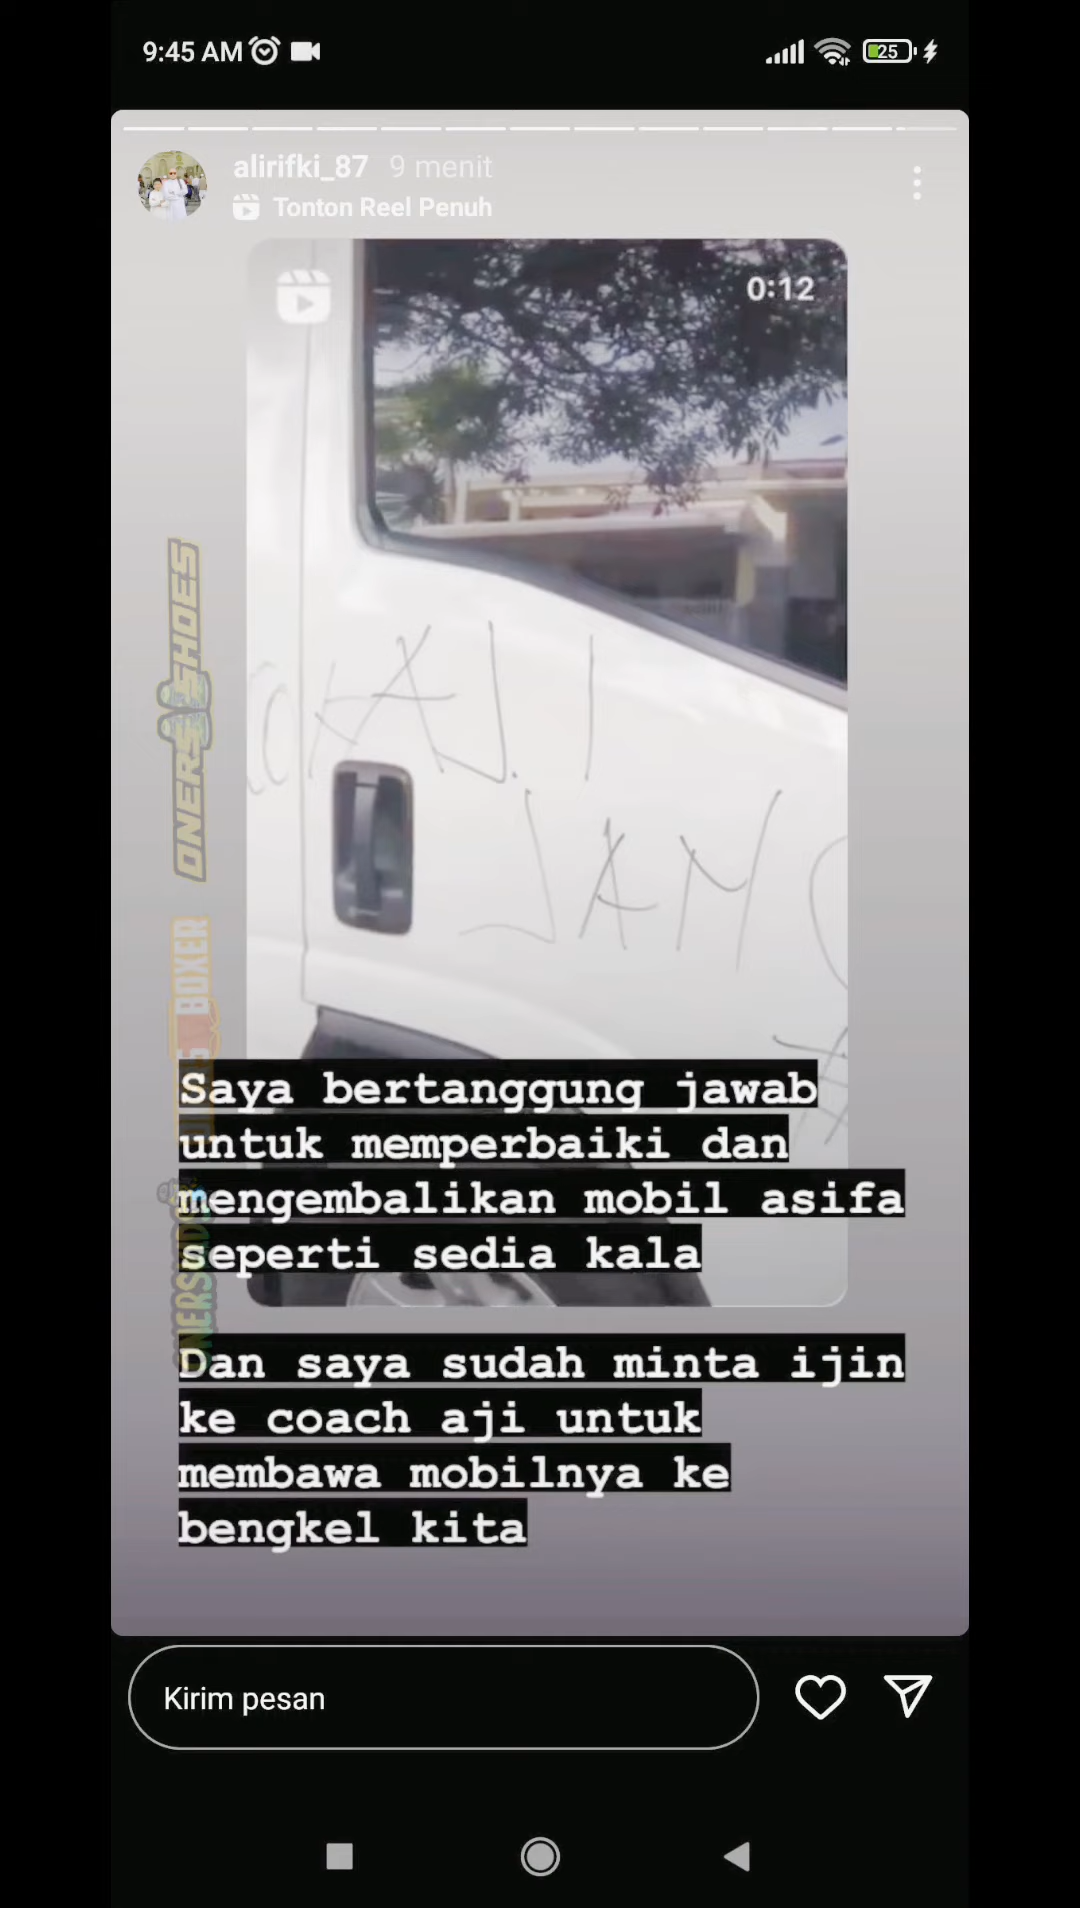 9:45 AM
25
alirifki_87 9 menit
Tonton Reel Penuh
0:12
AJI
JAM
ONERS SHOES
BOXER
Saya bertanggung jawab
untuk memperbaiki dan
mengembalikan mobil asifa
seperti sedia kala
Dan saya sudah minta ijin
ke coach aji untuk
membawa mobilnya ke
bengkel kita
Kirim pesan